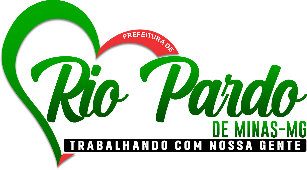 PREFEITURA DE
Rio Pardo
DE MINAS-MG
TRABALHANDO COM NOSSA GENTE